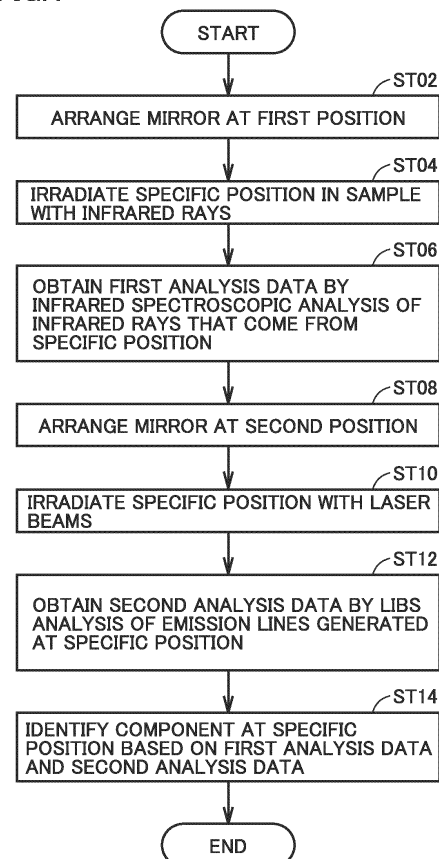 START
ST02
ARRANGE MIRROR AT FIRST POSITION
ST04
IRRADIATE SPECIFIC POSITION IN SAMPLE
WITH INFRARED RAYS
ST06
OBTAIN FIRST ANALYSIS DATA BY
INFRARED SPECTROSCOPIC ANALYSIS OF
INFRARED RAYS THAT COME FROM
SPECIFIC POSITION
ST08
ARRANGE MIRROR AT SECOND POSITION
ST10
IRRADIATE SPECIFIC POSITION WITH LASER
BEAMS
ST12
OBTAIN SECOND ANALYSIS DATA BY LIBS
ANALYSIS OF EMISSION LINES GENERATED
AT SPECIFIC POSITION
ST14
IDENTIFY COMPONENT AT SPECIFIC
POSITION BASED ON FIRST ANALYSIS DATA
AND SECOND ANALYSIS DATA
END